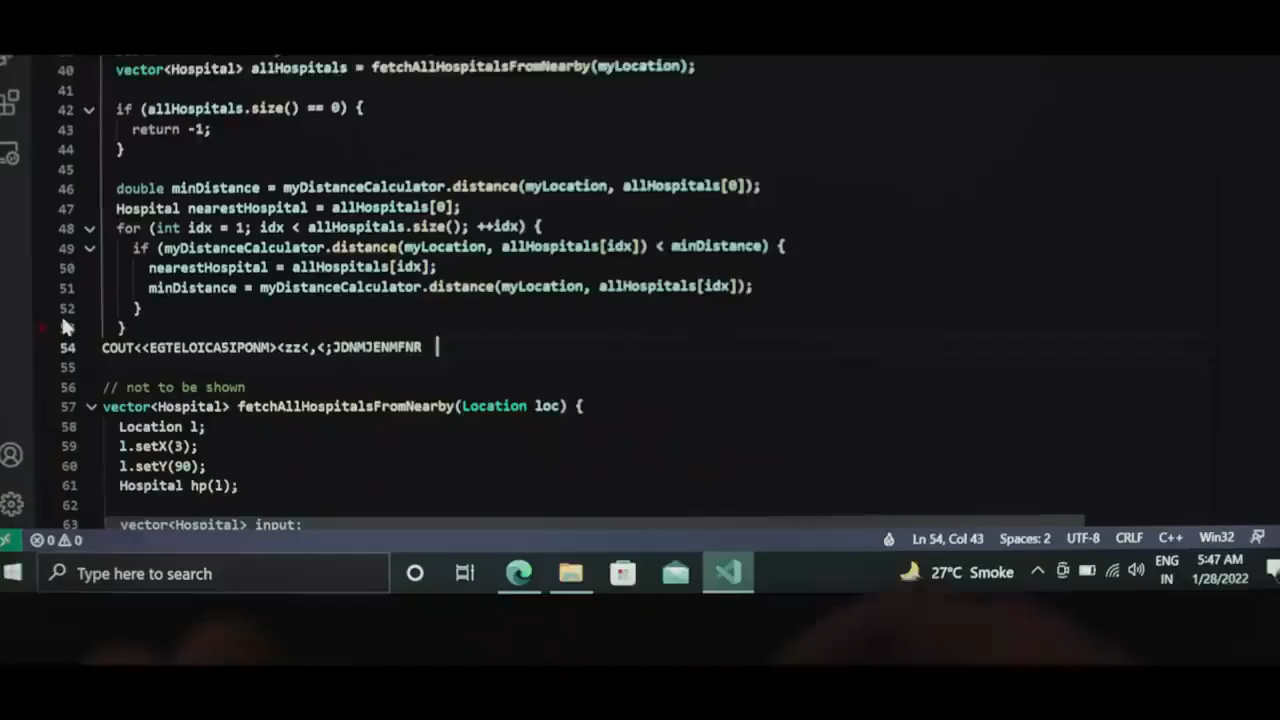 40 vector<Hospital> allHospitals = fetchAllHospitalsFromNearby(myLocation);
41
42 if (allHospitals.size() == 0) {
43 return -1;
44 }
45
46 double minDistance = myDistanceCalculator.distance(myLocation, allHospitals[0]);
47 Hospital nearestHospital = allHospitals[0];
48 for (int idx = 1; idx < allHospitals.size(); ++idx) {
49 if (myDistanceCalculator.distance(myLocation, allHospitals[idx]) < minDistance) {
50 nearestHospital = allHospitals[idx];
51 minDistance = myDistanceCalculator.distance(myLocation, allHospitals[idx]);
52 }
}
54 COUT<<EGTELOICASIPONM><zz<,<;JDNMJENMFNR
55
56 // not to be shown
57 vector<Hospital> fetchAllHospitalsFromNearby(Location loc) {
58 Location l;
59 l.setX(3);
60 l.setY(90);
61 Hospital hp(l);
62
63 vector<Hospital> input;
0 0 Ln 54, Col 43 Spaces: 2 UTF-8 CRLF C++ Win32
Type here to search 27°C Smoke ENG IN 5:47 AM 1/28/2022